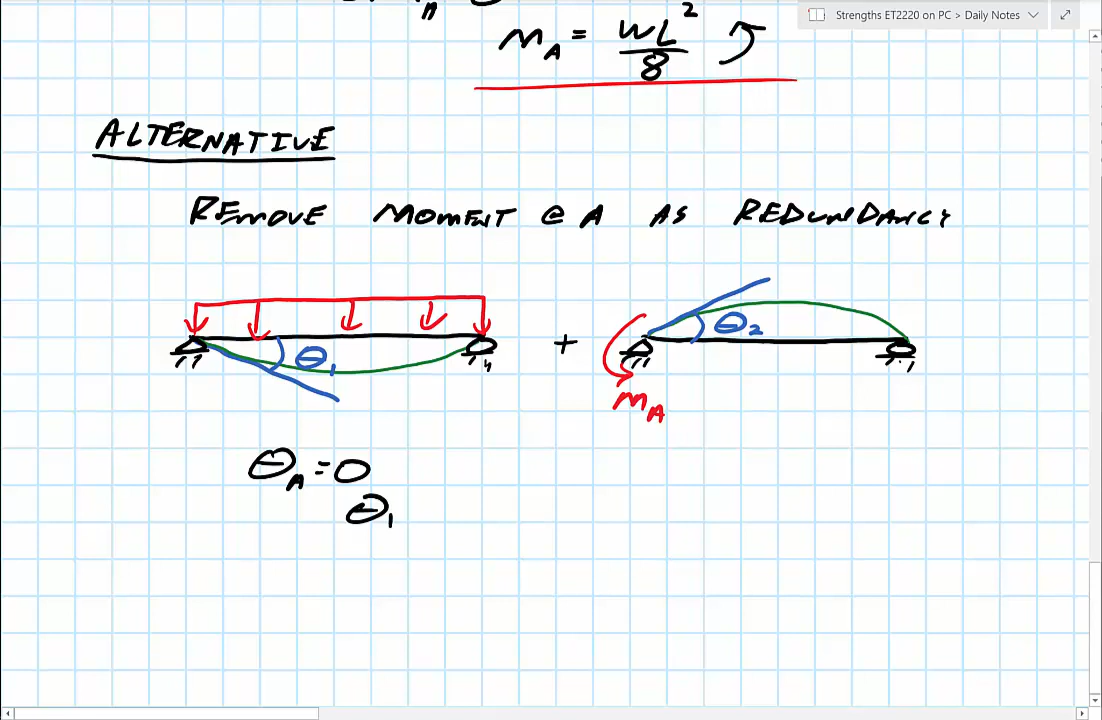 Strengths ET2220 on PC > Daily Notes
A
M_A = WL²/8
ALTERNATIVE
REMOVE MOMENT @ A AS REDUNDANCY
θ₁ + θ₂
M_A
θ_A = 0
θ₁